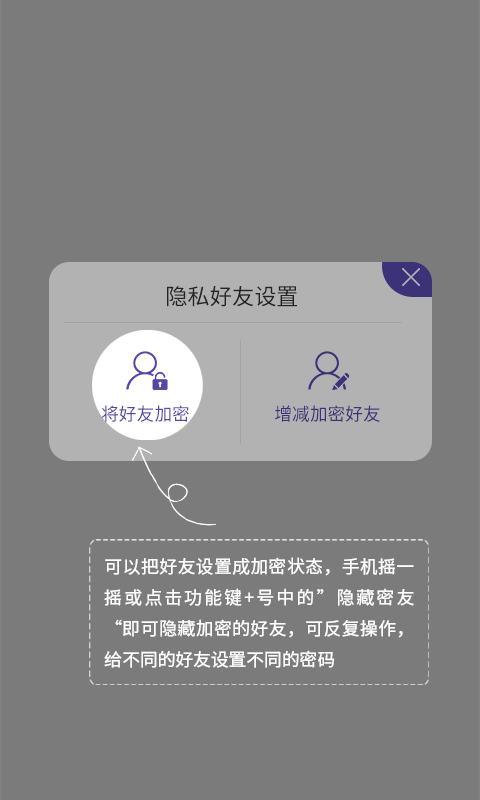 隐私好友设置
将好友加密
增减加密好友
可以把好友设置成加密状态，手机摇一
摇或点击功能键+号中的”隐藏密友
“即可隐藏加密的好友，可反复操作，
给不同的好友设置不同的密码